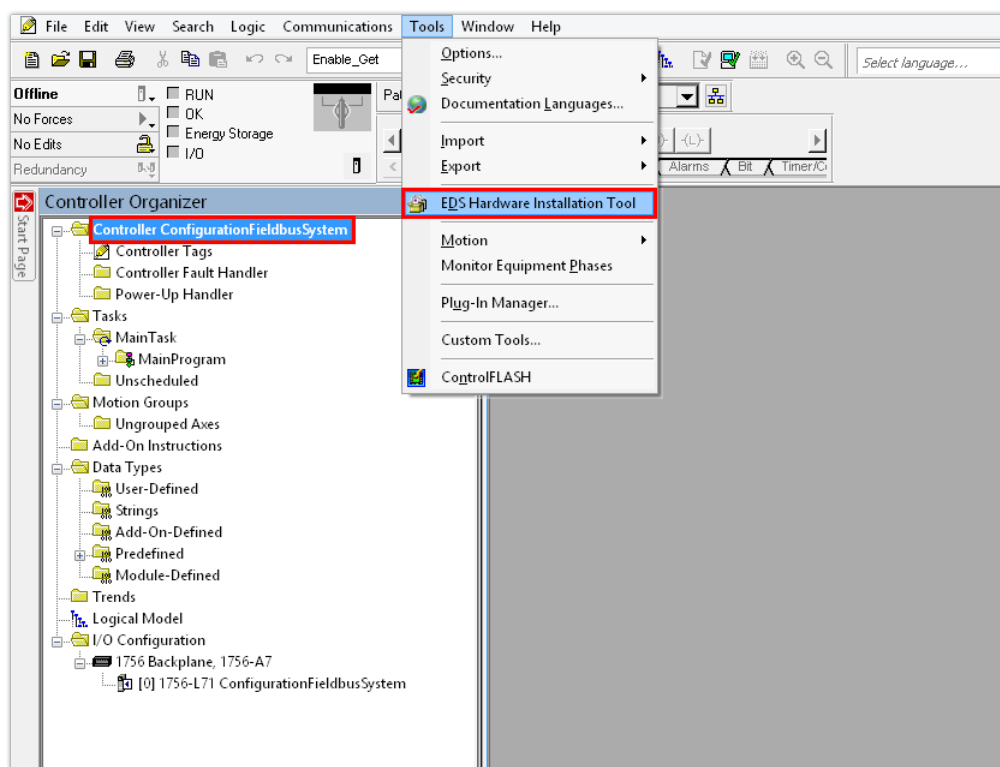 File Edit View Search Logic Communications Tools Window Help
Enable_Get
Select language...
Offline
RUN
No Forces
OK
No Edits
Energy Storage
Redundancy
I/O
-(L)-
Alarms Bit
Options...
Security
Documentation Languages...
Import
Export
EDS Hardware Installation Tool
Motion
Monitor Equipment Phases
Plug-In Manager...
Custom Tools...
ControlFLASH
Start Page
Controller Organizer
Controller ConfigurationFieldbusSystem
Controller Tags
Controller Fault Handler
Power-Up Handler
Tasks
MainTask
MainProgram
Unscheduled
Motion Groups
Ungrouped Axes
Add-On Instructions
Data Types
User-Defined
Strings
Add-On-Defined
Predefined
Module-Defined
Trends
Logical Model
I/O Configuration
1756 Backplane, 1756-A7
[0] 1756-L71 ConfigurationFieldbusSystem